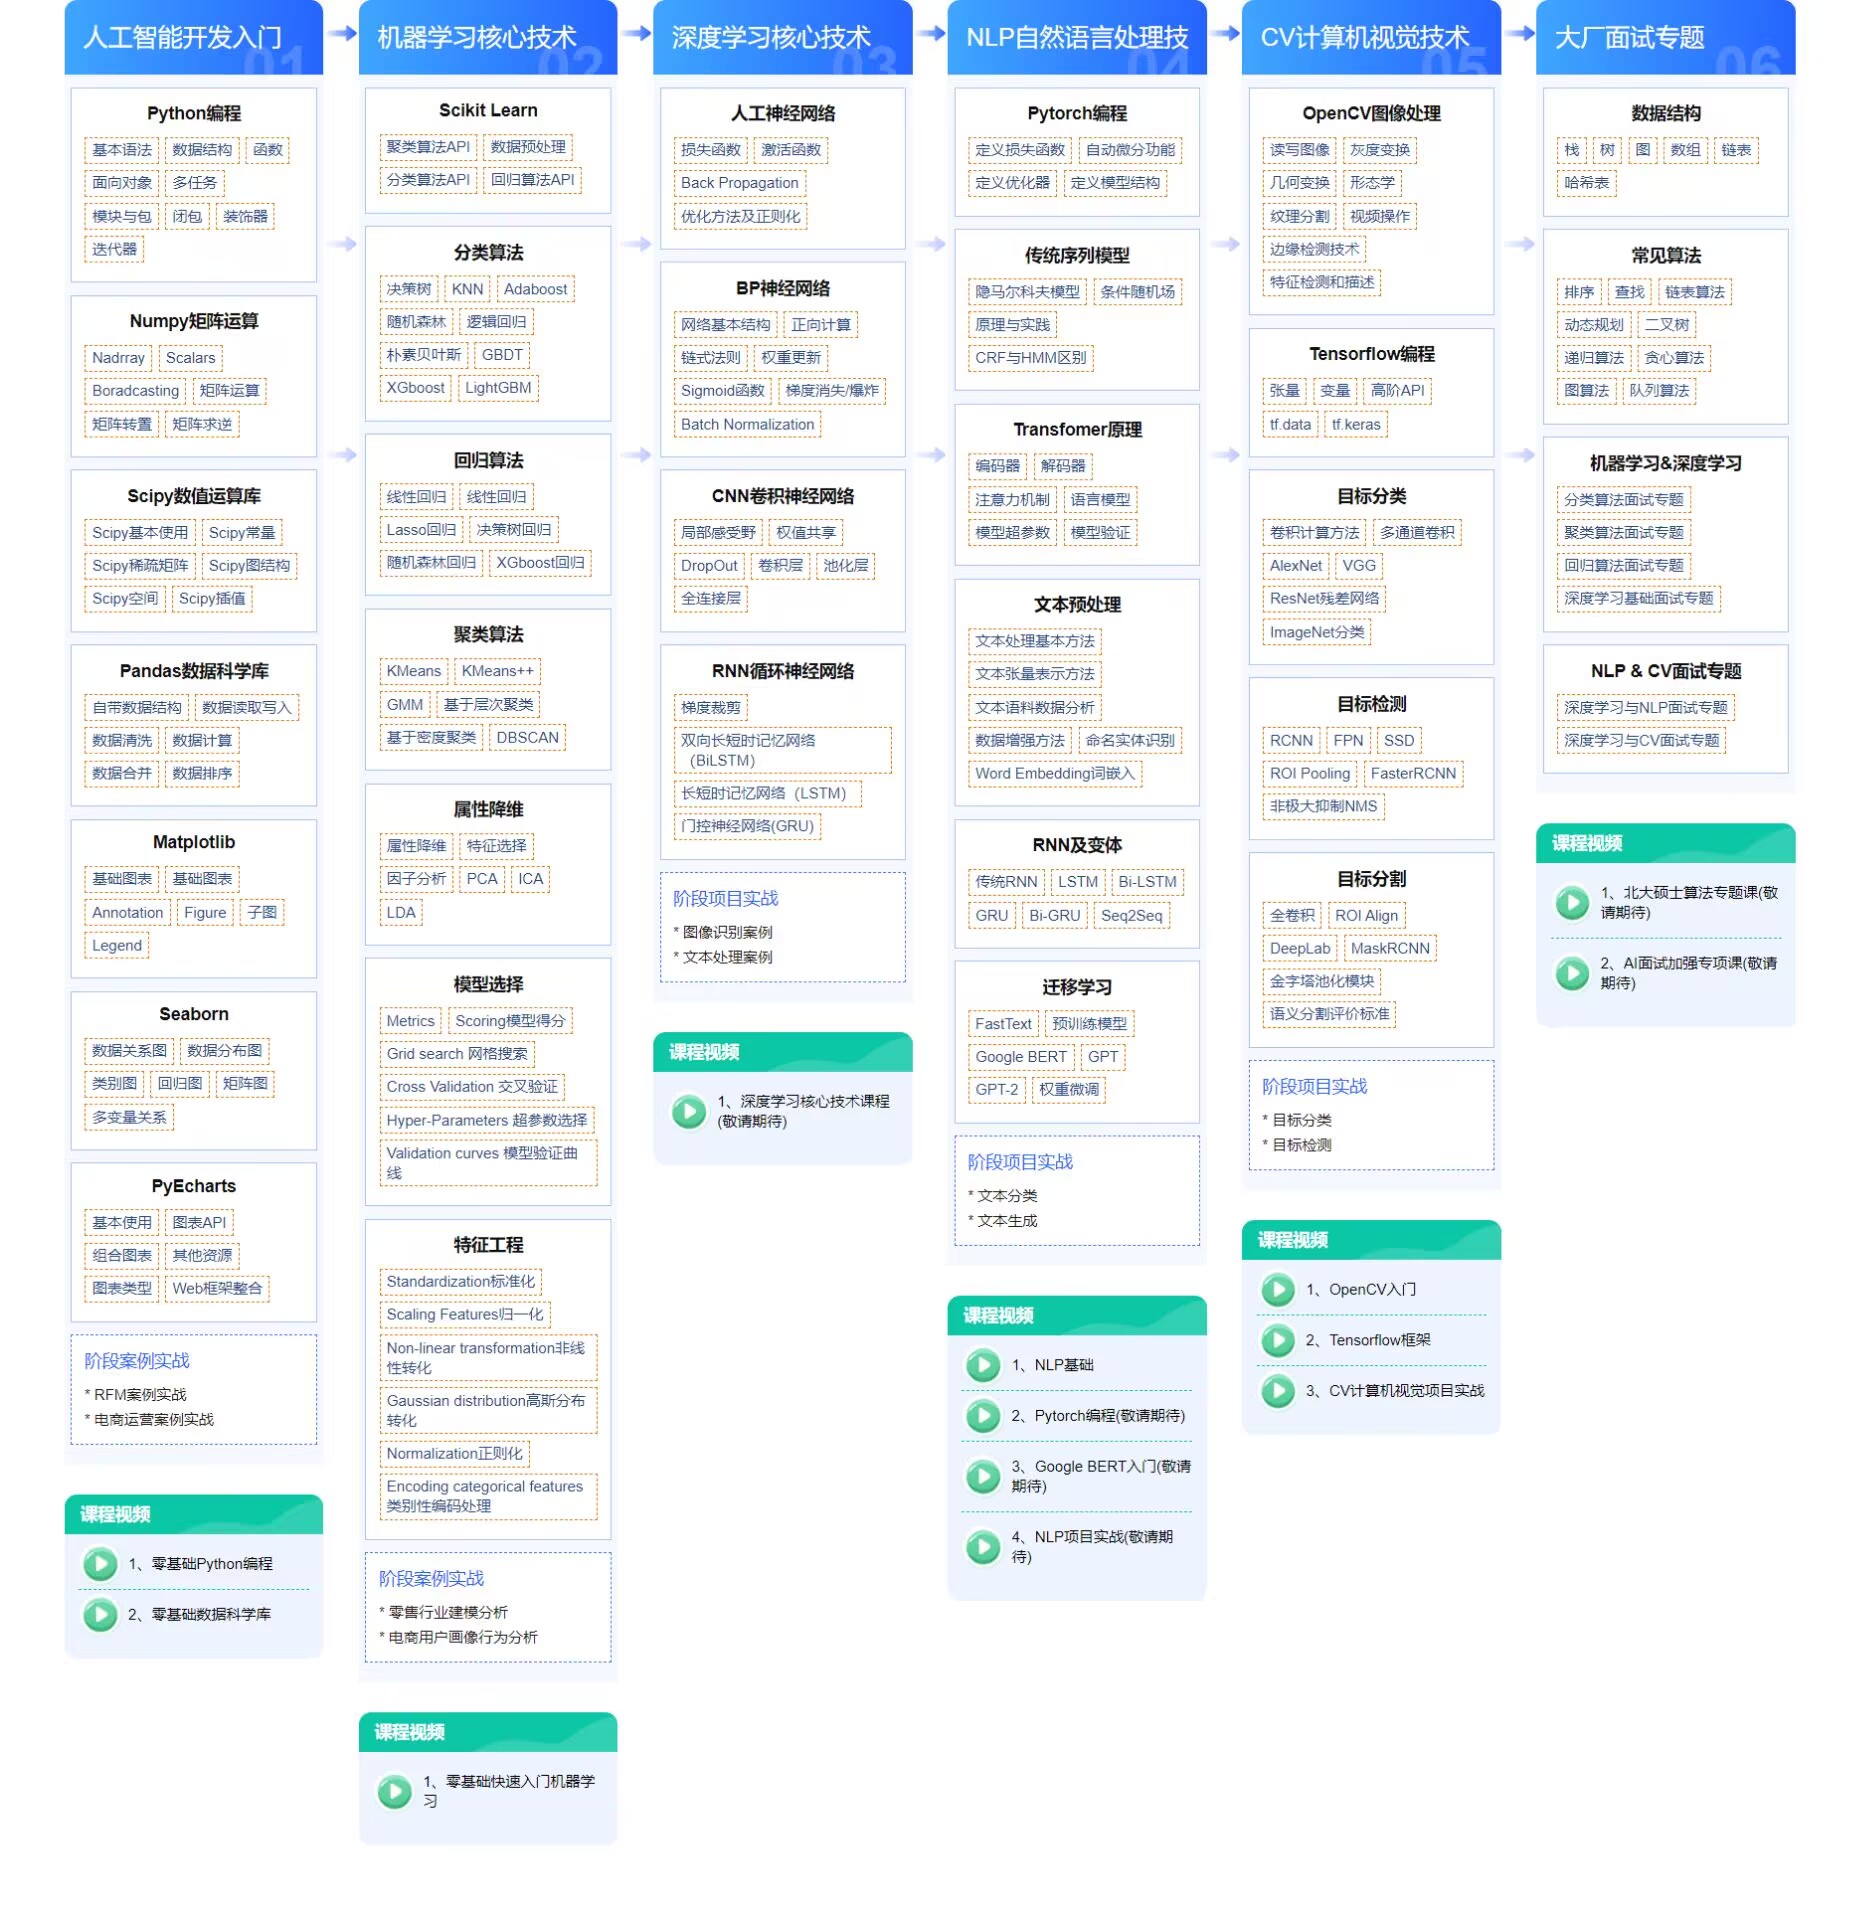 人工智能开发入门
01
Python编程
基本语法 数据结构 函数
面向对象 多任务
模块与包 闭包 装饰器
迭代器
Numpy矩阵运算
Nadrray Scalars
Boradcasting 矩阵运算
矩阵转置 矩阵求逆
Scipy数值运算库
Scipy基本使用 Scipy常量
Scipy稀疏矩阵 Scipy图结构
Scipy空间 Scipy插值
Pandas数据科学库
自带数据结构 数据读取写入
数据清洗 数据计算
数据合并 数据排序
Matplotlib
基础图表 基础图表
Annotation Figure 子图
Legend
Seaborn
数据关系图 数据分布图
类别图 回归图 矩阵图
多变量关系
PyEcharts
基本使用 图表API
组合图表 其他资源
图表类型 Web框架整合
阶段案例实战
* RFM案例实战
* 电商运营案例实战
课程视频
1、零基础Python编程
2、零基础数据科学库
机器学习核心技术
02
Scikit Learn
聚类算法API 数据预处理
分类算法API 回归算法API
分类算法
决策树 KNN Adaboost
随机森林 逻辑回归
朴素贝叶斯 GBDT
XGboost LightGBM
回归算法
线性回归 线性回归
Lasso回归 决策树回归
随机森林回归 XGboost回归
聚类算法
KMeans KMeans++
GMM 基于层次聚类
基于密度聚类 DBSCAN
属性降维
属性降维 特征选择
因子分析 PCA ICA
LDA
模型选择
Metrics Scoring模型得分
Grid search 网格搜索
Cross Validation 交叉验证
Hyper-Parameters 超参数选择
Validation curves 模型验证曲
线
特征工程
Standardization标准化
Scaling Features归一化
Non-linear transformation非线
性转化
Gaussian distribution高斯分布
转化
Normalization正则化
Encoding categorical features
类别性编码处理
阶段案例实战
* 零售行业建模分析
* 电商用户画像行为分析
课程视频
1、零基础快速入门机器学
习
深度学习核心技术
03
人工神经网络
损失函数 激活函数
Back Propagation
优化方法及正则化
BP神经网络
网络基本结构 正向计算
链式法则 权重更新
Sigmoid函数 梯度消失/爆炸
Batch Normalization
CNN卷积神经网络
局部感受野 权值共享
DropOut 卷积层 池化层
全连接层
RNN循环神经网络
梯度裁剪
双向长短时记忆网络
（BiLSTM）
长短时记忆网络（LSTM）
门控神经网络(GRU)
阶段项目实战
* 图像识别案例
* 文本处理案例
课程视频
1、深度学习核心技术课程
(敬请期待)
NLP自然语言处理技
04
Pytorch编程
定义损失函数 自动微分功能
定义优化器 定义模型结构
传统序列模型
隐马尔科夫模型 条件随机场
原理与实践
CRF与HMM区别
Transfomer原理
编码器 解码器
注意力机制 语言模型
模型超参数 模型验证
文本预处理
文本处理基本方法
文本张量表示方法
文本语料数据分析
数据增强方法 命名实体识别
Word Embedding词嵌入
RNN及变体
传统RNN LSTM Bi-LSTM
GRU Bi-GRU Seq2Seq
迁移学习
FastText 预训练模型
Google BERT GPT
GPT-2 权重微调
阶段项目实战
* 文本分类
* 文本生成
课程视频
1、NLP基础
2、Pytorch编程(敬请期待)
3、Google BERT入门(敬请
期待)
4、NLP项目实战(敬请期
待)
CV计算机视觉技术
05
OpenCV图像处理
读写图像 灰度变换
几何变换 形态学
纹理分割 视频操作
边缘检测技术
特征检测和描述
Tensorflow编程
张量 变量 高阶API
tf.data tf.keras
目标分类
卷积计算方法 多通道卷积
AlexNet VGG
ResNet残差网络
ImageNet分类
目标检测
RCNN FPN SSD
ROI Pooling FasterRCNN
非极大抑制NMS
目标分割
全卷积 ROI Align
DeepLab MaskRCNN
金字塔池化模块
语义分割评价标准
阶段项目实战
* 目标分类
* 目标检测
课程视频
1、OpenCV入门
2、Tensorflow框架
3、CV计算机视觉项目实战
大厂面试专题
06
数据结构
栈 树 图 数组 链表
哈希表
常见算法
排序 查找 链表算法
动态规划 二叉树
递归算法 贪心算法
图算法 队列算法
机器学习&深度学习
分类算法面试专题
聚类算法面试专题
回归算法面试专题
深度学习基础面试专题
NLP & CV面试专题
深度学习与NLP面试专题
深度学习与CV面试专题
课程视频
1、北大硕士算法专题课(敬
请期待)
2、AI面试加强专项课(敬请
期待)